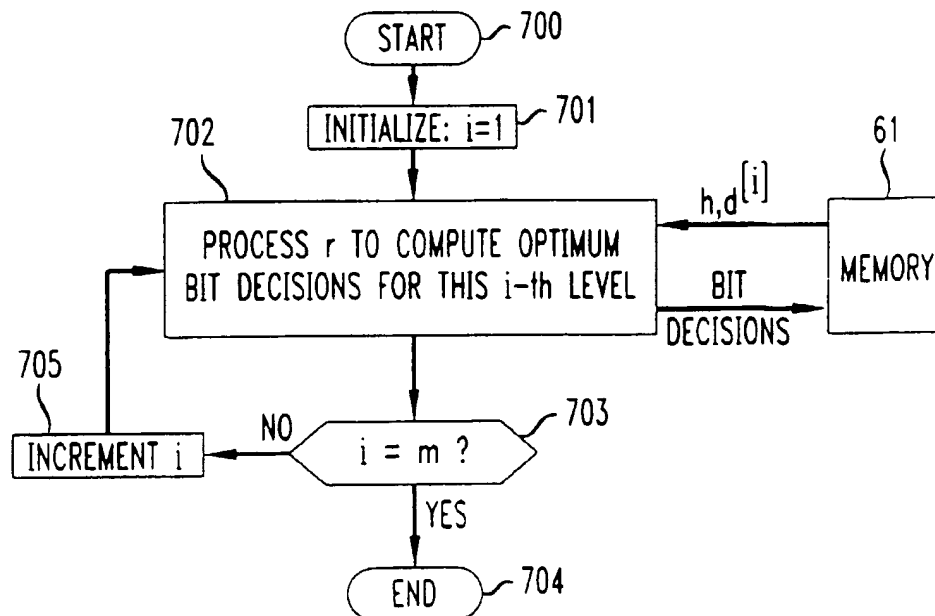 START
700
INITIALIZE: i=1
701
702
61
h,d[i]
PROCESS r TO COMPUTE OPTIMUM
BIT DECISIONS FOR THIS i-th LEVEL
MEMORY
BIT
DECISIONS
705
703
NO
INCREMENT i
i = m ?
YES
END
704